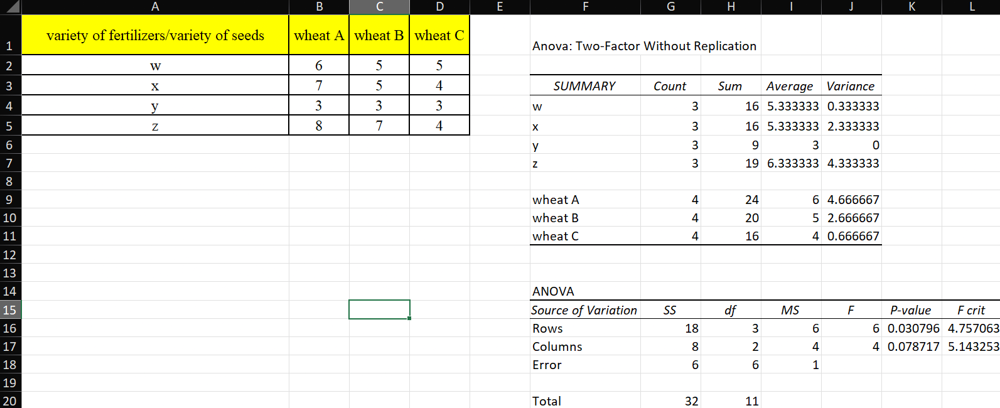 A B C D E F G H I J K L
1 variety of fertilizers/variety of seeds wheat A wheat B wheat C Anova: Two-Factor Without Replication
2 w 6 5 5
3 x 7 5 4 SUMMARY Count Sum Average Variance
4 y 3 3 3 w 3 16 5.333333 0.333333
5 z 8 7 4 x 3 16 5.333333 2.333333
6 y 3 9 3 0
7 z 3 19 6.333333 4.333333
8
9 wheat A 4 24 6 4.666667
10 wheat B 4 20 5 2.666667
11 wheat C 4 16 4 0.666667
12
13
14 ANOVA
15 Source of Variation SS df MS F P-value F crit
16 Rows 18 3 6 6 0.030796 4.757063
17 Columns 8 2 4 4 0.078717 5.143253
18 Error 6 6 1
19
20 Total 32 11